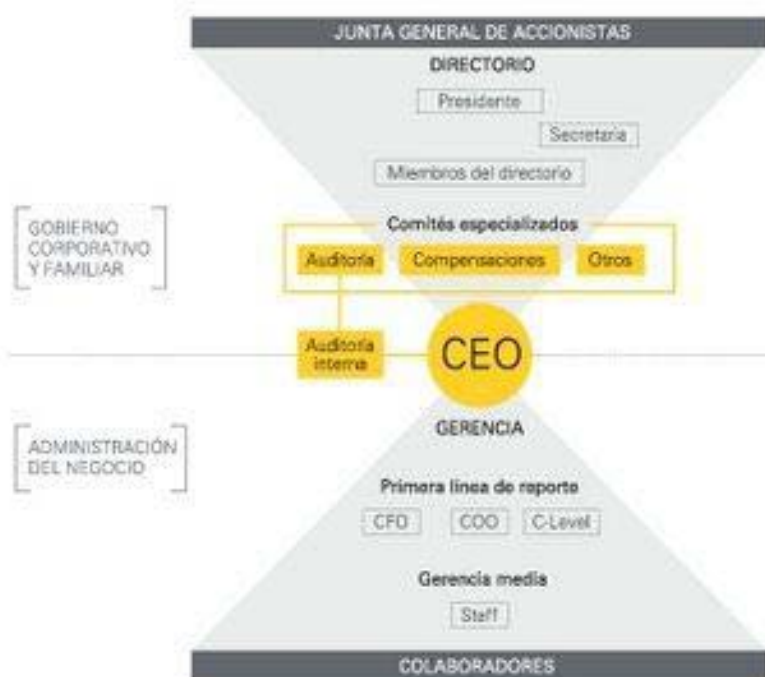 JUNTA GENERAL DE ACCIONISTAS
DIRECTORIO
Presidente
Secretaria
Miembros del directorio
GOBIERNO
CORPORATIVO
Y FAMILIAR
Comités especializados
Auditoría
Compensaciones
Otros
Auditoría
interna
CEO
ADMINISTRACIÓN
DEL NEGOCIO
GERENCIA
Primera línea de reporte
CFO
COO
C-Level
Gerencia media
Staff
COLABORADORES